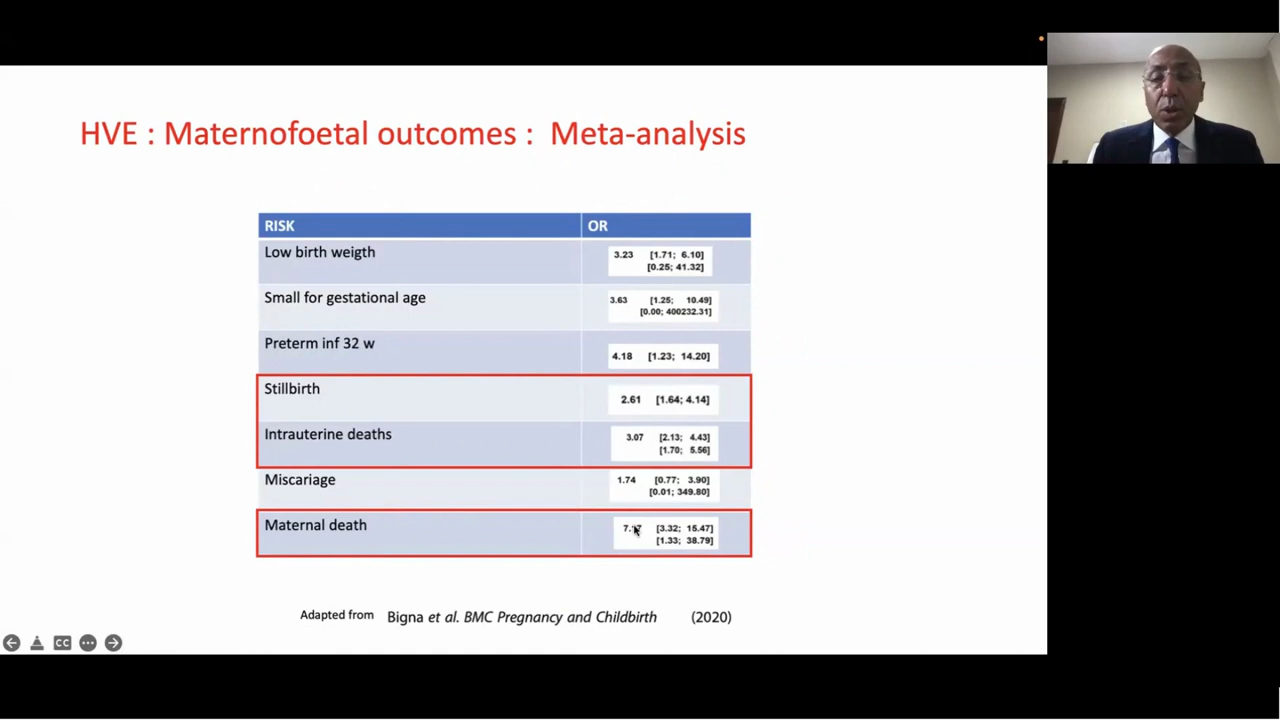 HVE : Maternofoetal outcomes : Meta-analysis
RISK OR
Low birth weigth 3.23 [1.71; 6.10]
[0.25; 41.32]
Small for gestational age 3.63 [1.25; 10.49]
[0.00; 400232.31]
Preterm inf 32 w 4.18 [1.23; 14.20]
Stillbirth 2.61 [1.64; 4.14]
Intrauterine deaths 3.07 [2.13; 4.43]
[1.70; 5.56]
Miscariage 1.74 [0.77; 3.90]
[0.01; 349.80]
Maternal death [3.32; 15.47]
[1.33; 38.79]
Adapted from Bigna et al. BMC Pregnancy and Childbirth (2020)
CC